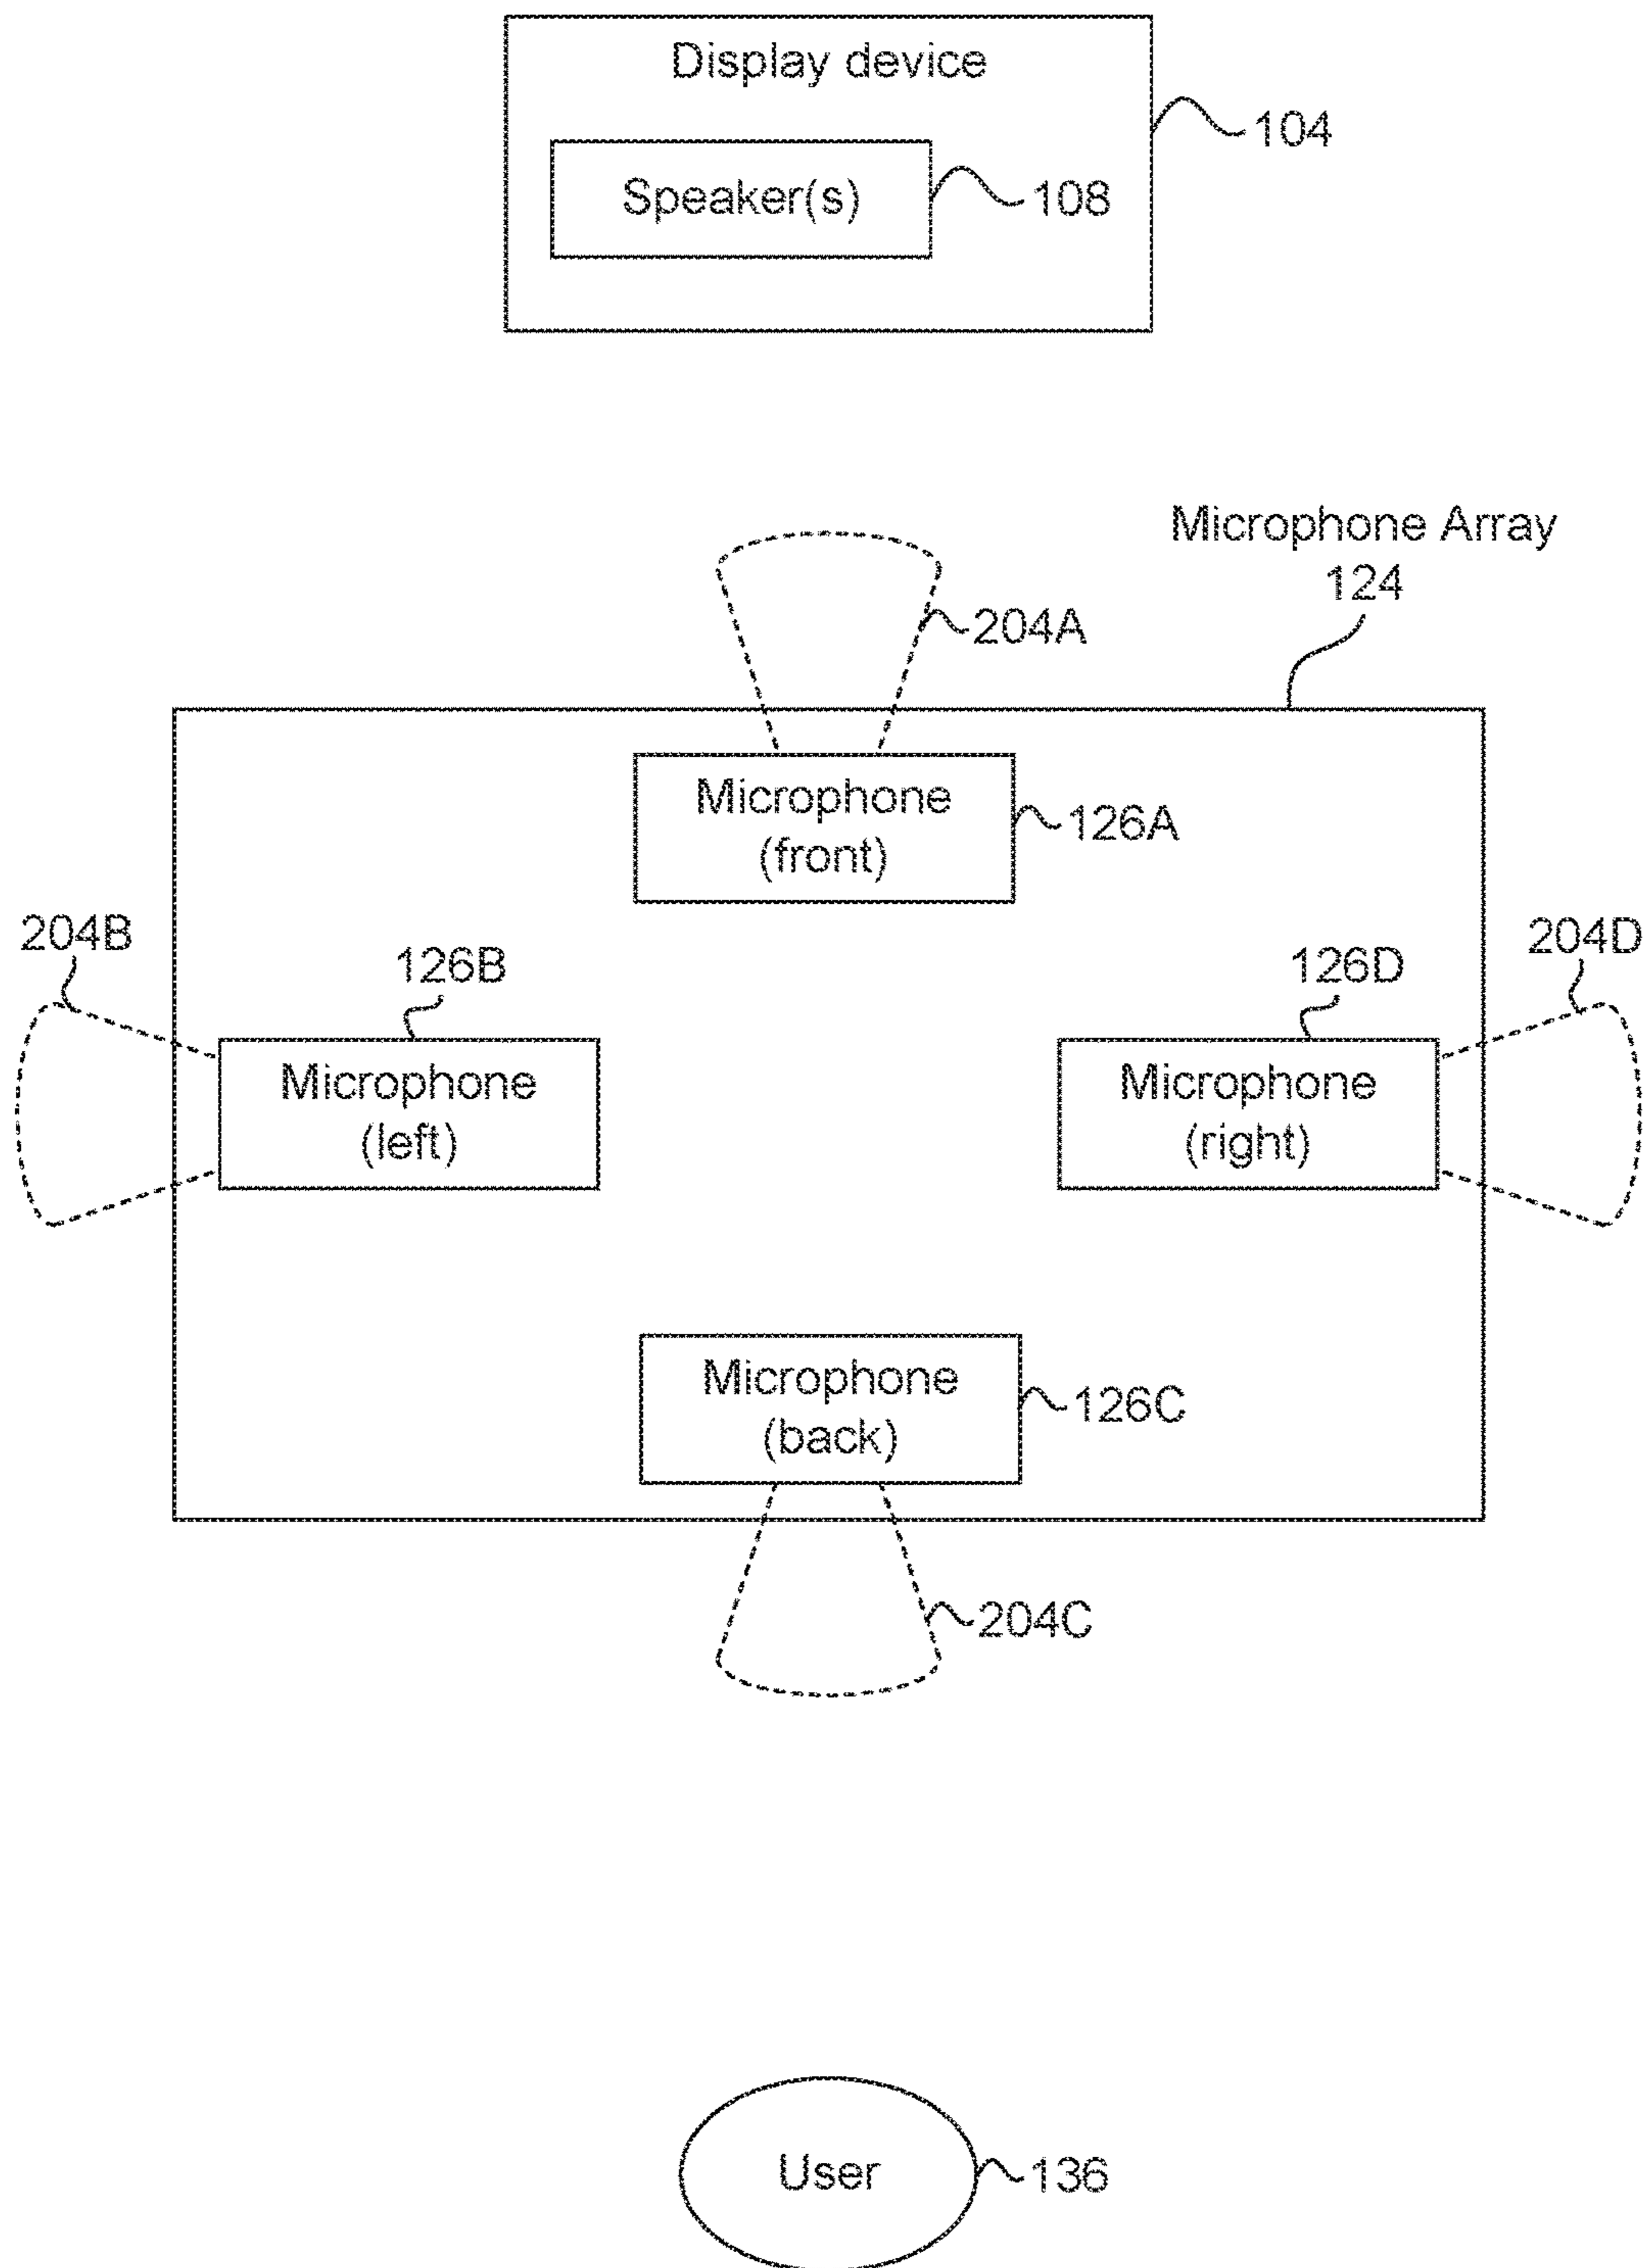 Display device
104
Speaker(s)
108
Microphone Array
124
204A
Microphone
(front)
126A
204B
126B
126D
204D
Microphone
(left)
Microphone
(right)
Microphone
(back)
126C
204C
User
136